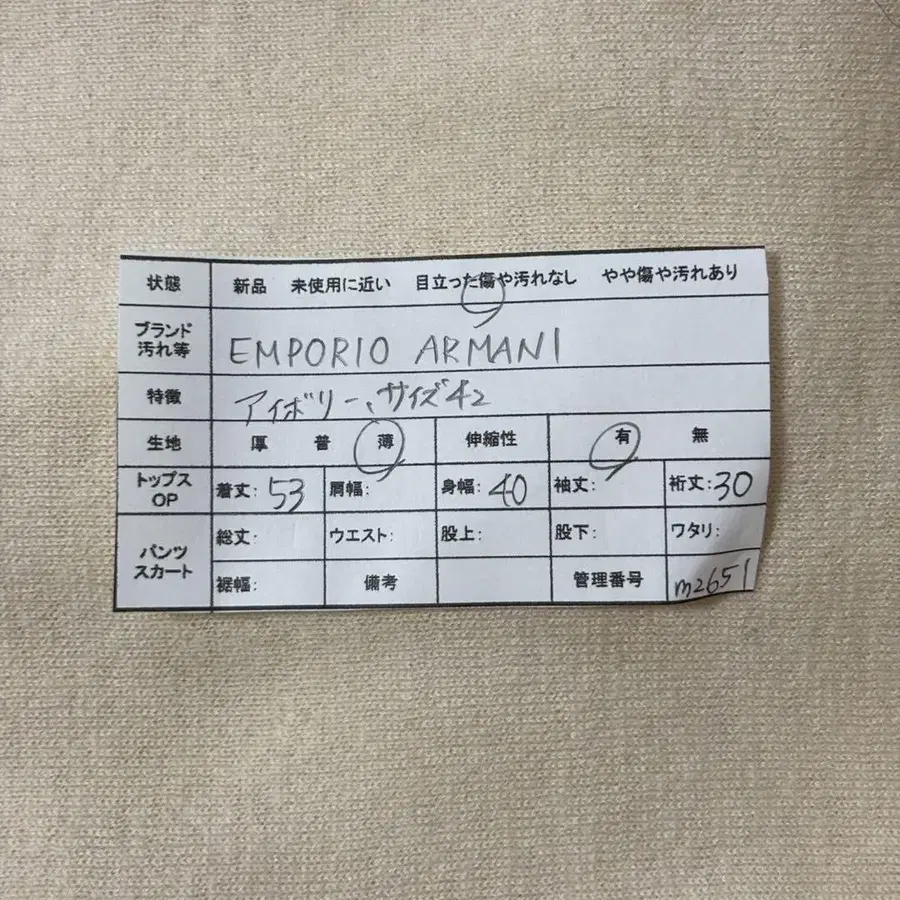 状態 新品 未使用に近い 目立った傷や汚れなし やや傷や汚れあり
ブランド
汚れ等
EMPORIO ARMANI
特徴 アイボリー、サイズ42
生地 厚 普 薄 伸縮性 有 無
トップス
OP
着丈: 53 肩幅: 身幅: 40 袖丈: 裄丈: 30
パンツ
スカート
総丈: ウエスト: 股上: 股下: ワタリ:
裾幅: 備考 管理番号 m2651